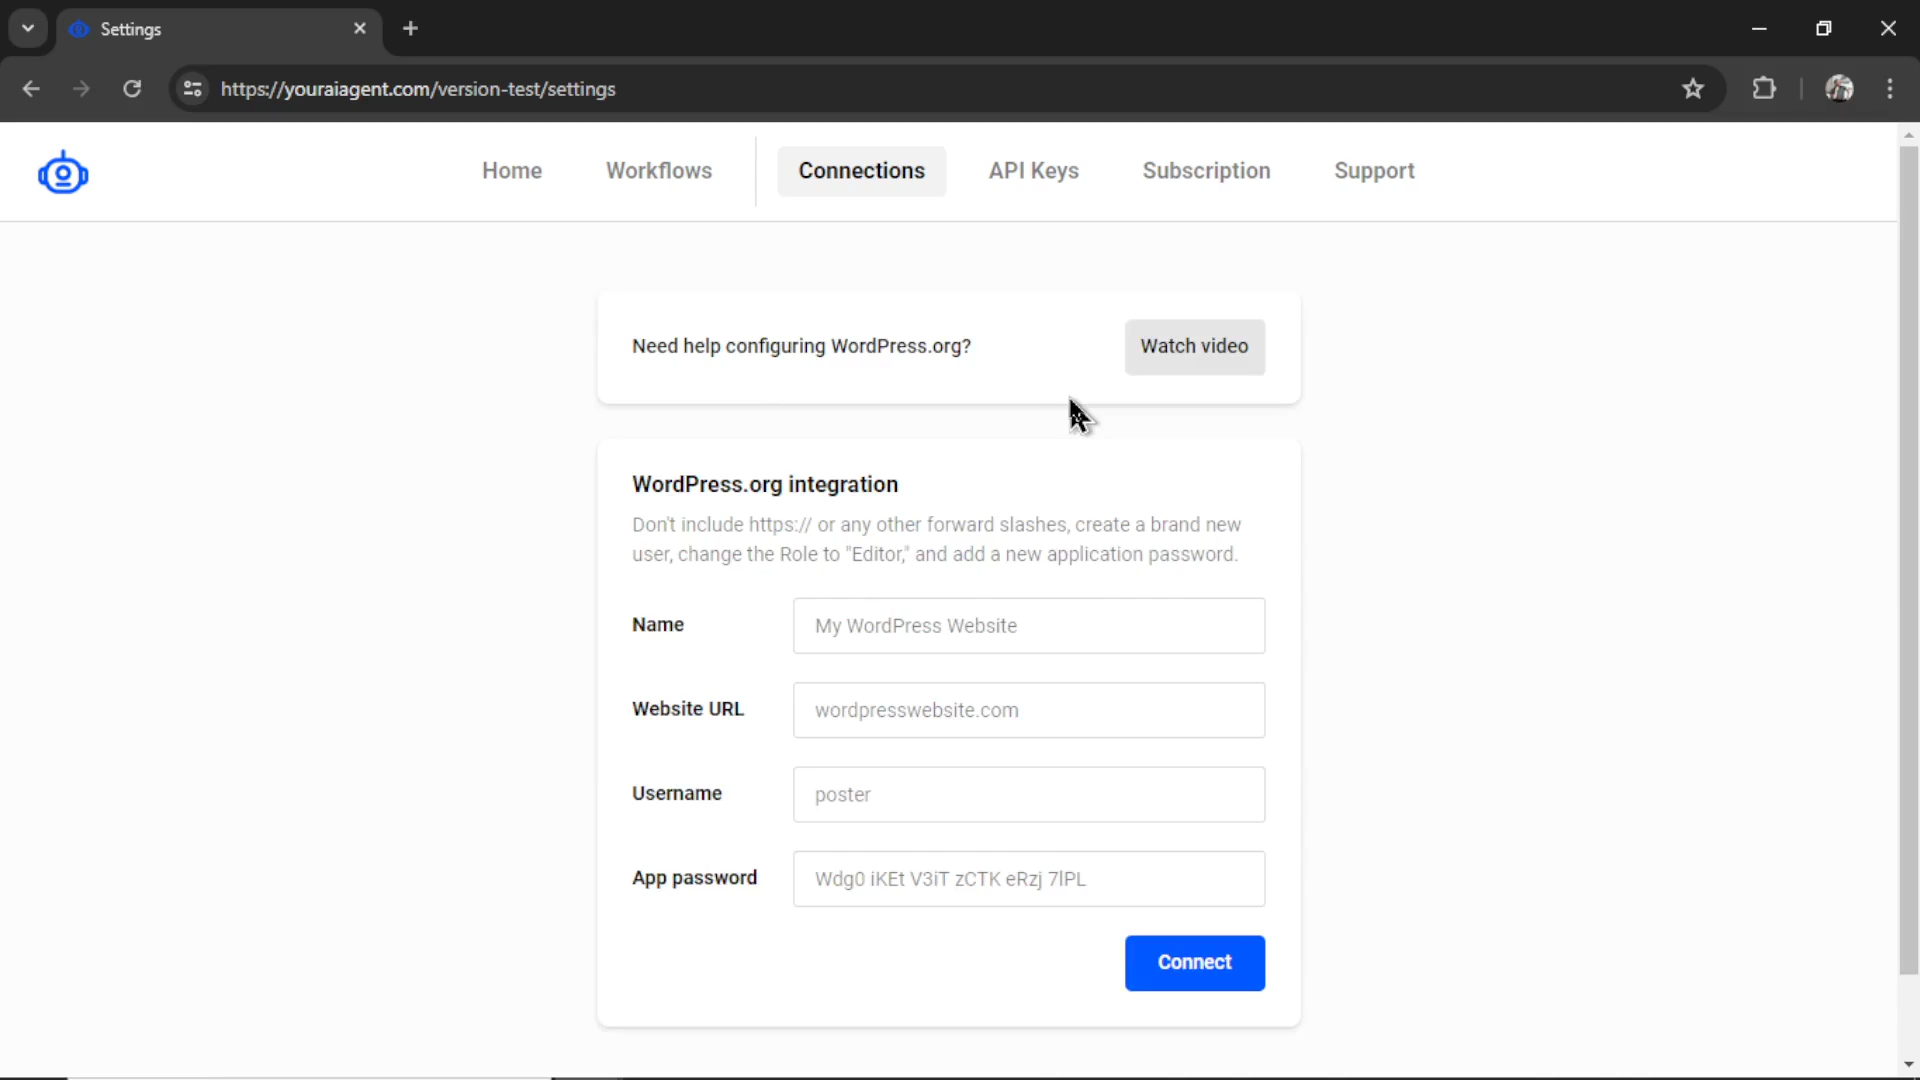 Settings
https://youraiagent.com/version-test/settings
Home
Workflows
Connections
API Keys
Subscription
Support
Need help configuring WordPress.org?
Watch video
WordPress.org integration
Don't include https:// or any other forward slashes, create a brand new
user, change the Role to "Editor," and add a new application password.
Name
My WordPress Website
Website URL
wordpresswebsite.com
Username
poster
App password
Wdg0 iKEt V3iT zCTK eRzj 7lPL
Connect